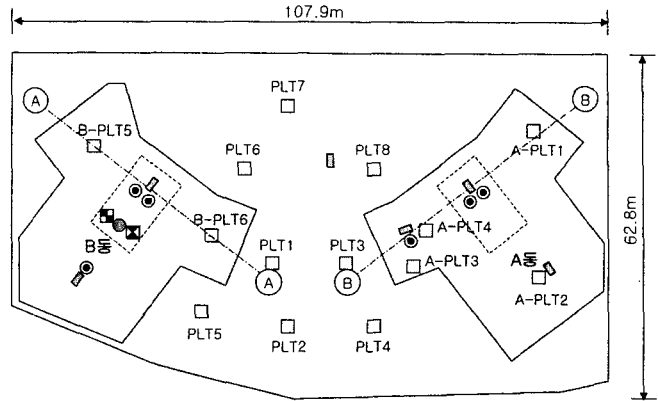 107.9m
PLT7
A
B
B-PLT5
A-PLT1
PLT6
PLT8
62.8m
B-PLT6
A-PLT4
B동
PLT1
PLT3
A-PLT3
A동
A
B
A-PLT2
PLT5
PLT2
PLT4